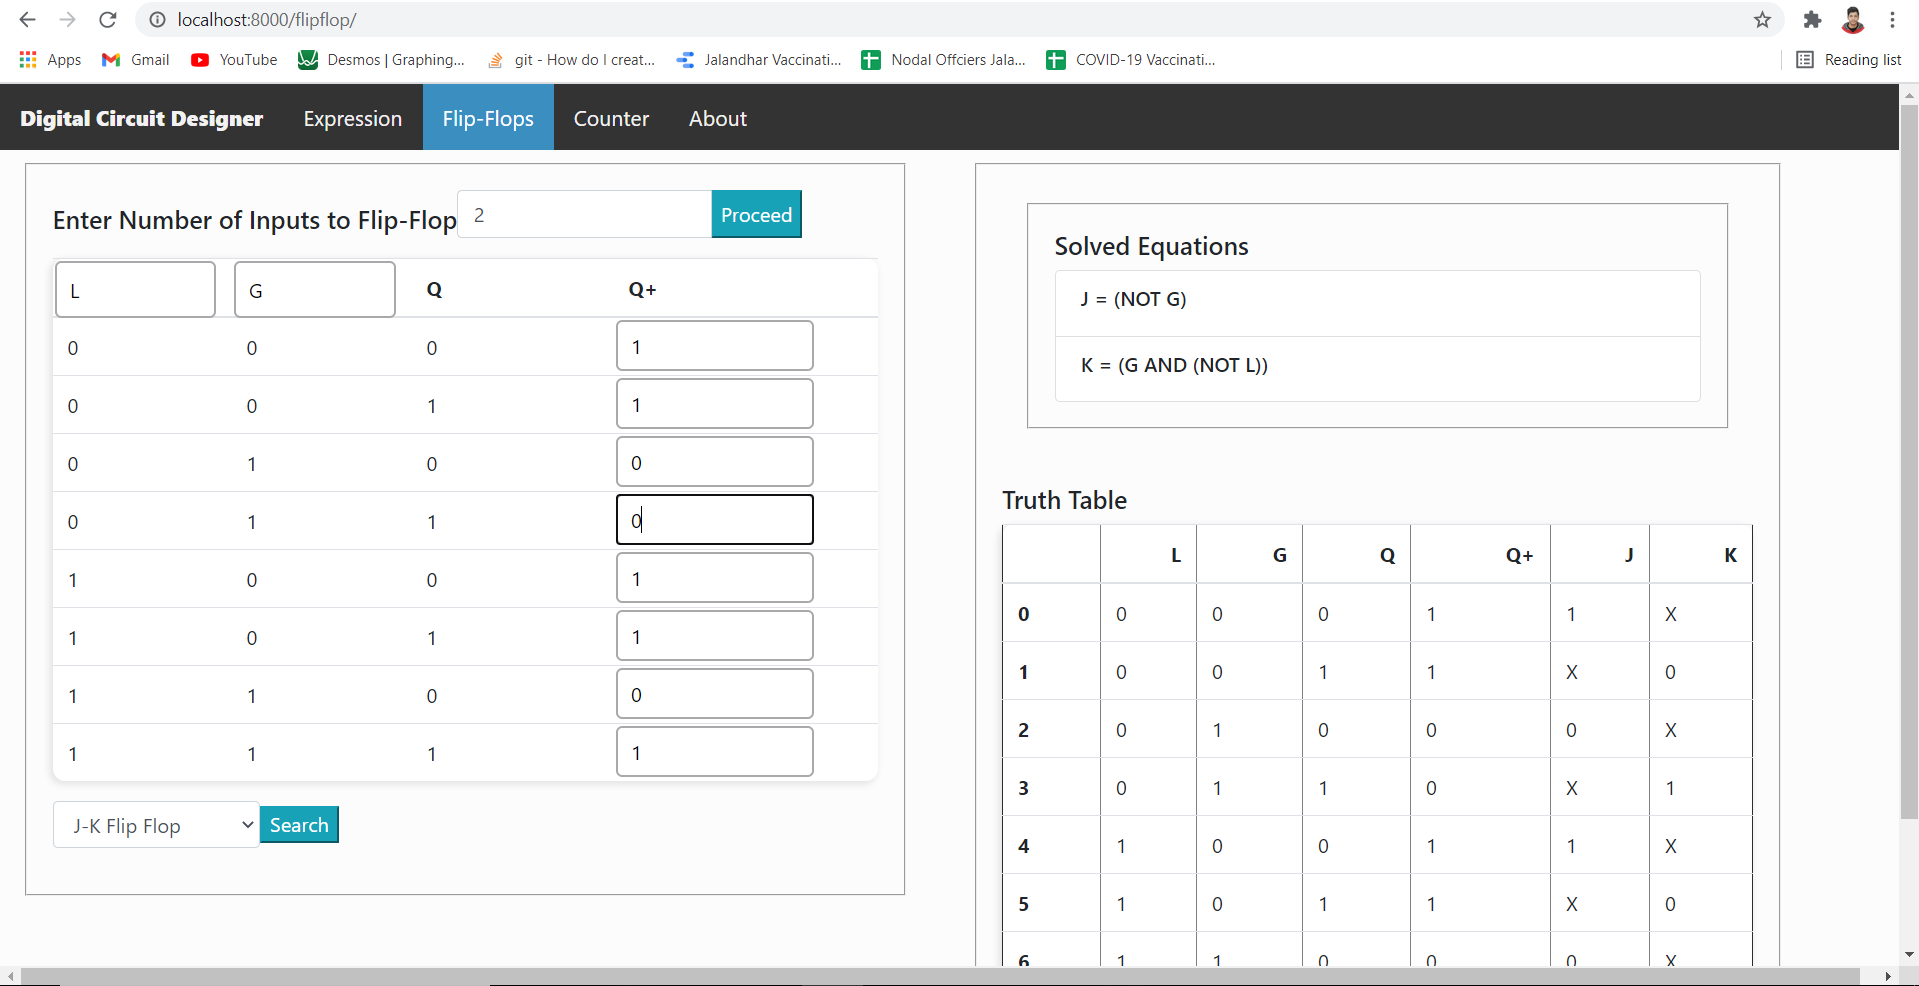 localhost:8000/flipflop/
Apps Gmail YouTube Desmos | Graphing... git - How do I creat... Jalandhar Vaccinati... Nodal Offciers Jala... COVID-19 Vaccinati... Reading list
Digital Circuit Designer Expression Flip-Flops Counter About
Enter Number of Inputs to Flip-Flop 2 Proceed
L G Q Q+
0 0 0 1
0 0 1 1
0 1 0 0
0 1 1 0
1 0 0 1
1 0 1 1
1 1 0 0
1 1 1 1
J-K Flip Flop Search
Solved Equations
J = (NOT G)
K = (G AND (NOT L))
Truth Table
L G Q Q+ J K
0 0 0 0 1 1 X
1 0 0 1 1 X 0
2 0 1 0 0 0 X
3 0 1 1 0 X 1
4 1 0 0 1 1 X
5 1 0 1 1 X 0
6 1 1 0 0 0 X